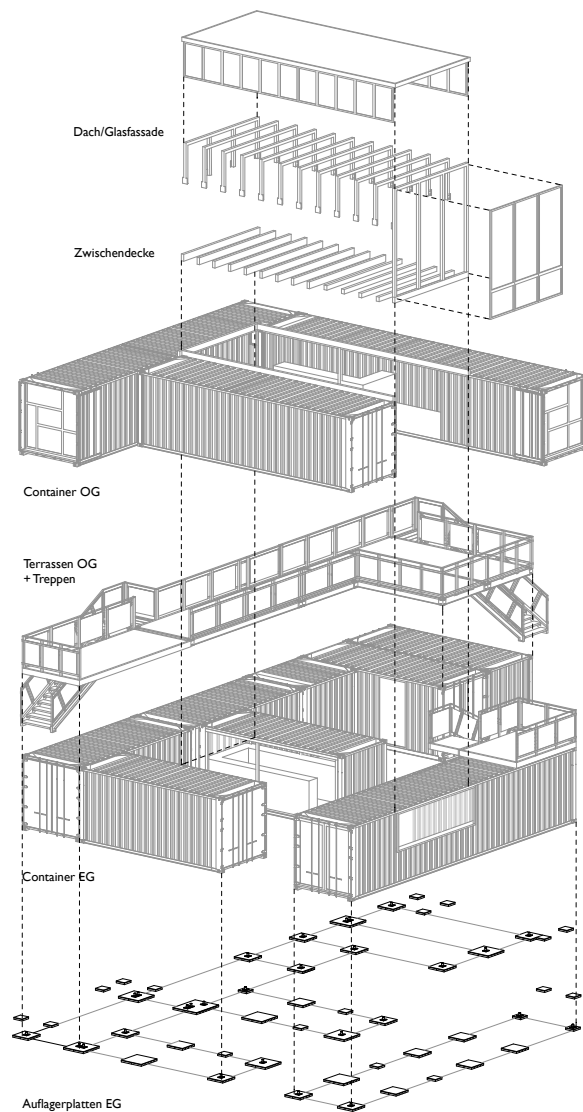 Dach/Glasfassade
Zwischendecke
Container OG
Terrassen OG
+ Treppen
Container EG
Auflagerplatten EG